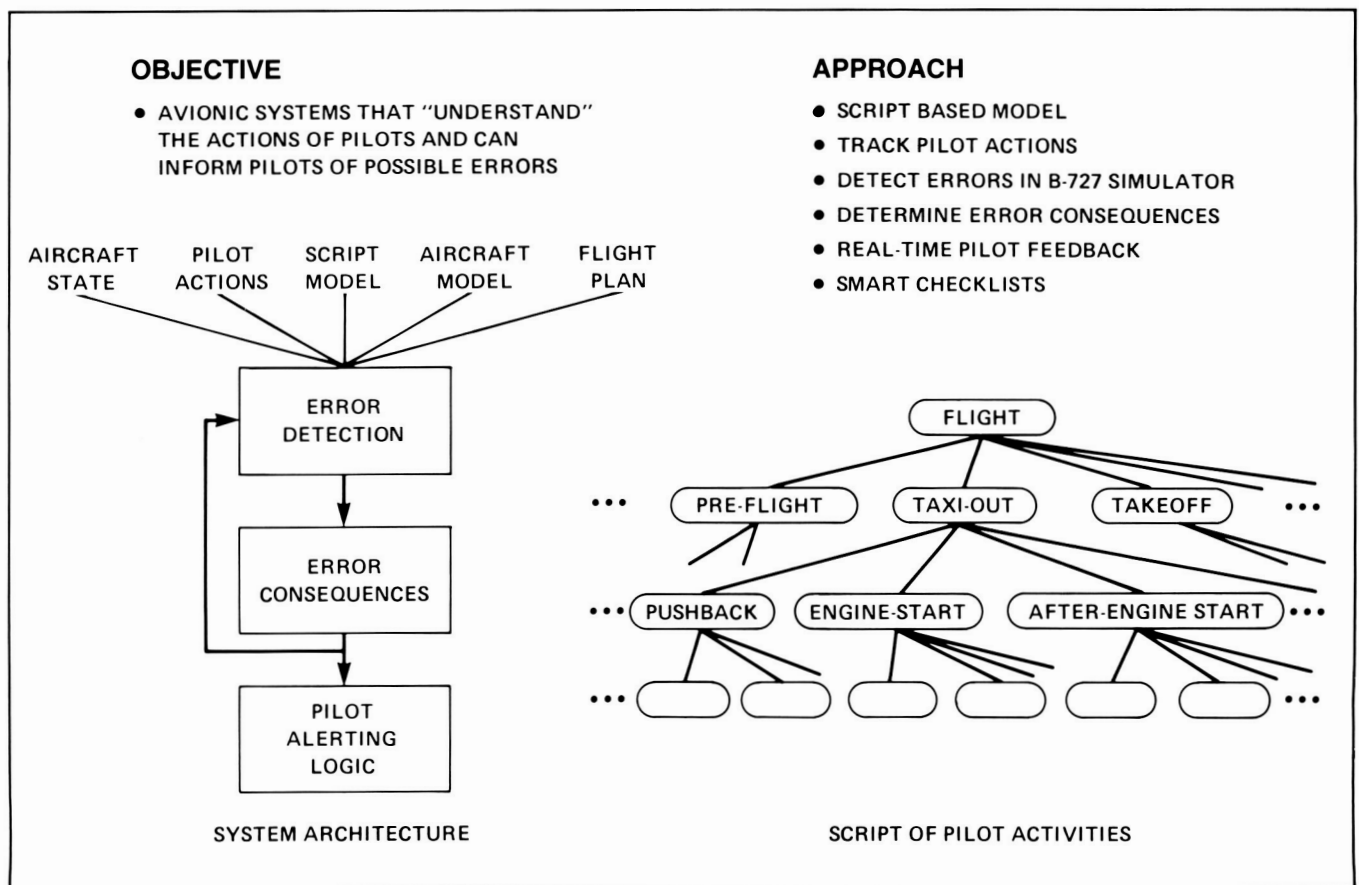 OBJECTIVE
● AVIONIC SYSTEMS THAT "UNDERSTAND"
THE ACTIONS OF PILOTS AND CAN
INFORM PILOTS OF POSSIBLE ERRORS
AIRCRAFT STATE
PILOT ACTIONS
SCRIPT MODEL
AIRCRAFT MODEL
FLIGHT PLAN
ERROR
DETECTION
ERROR
CONSEQUENCES
PILOT
ALERTING
LOGIC
SYSTEM ARCHITECTURE
APPROACH
● SCRIPT BASED MODEL
● TRACK PILOT ACTIONS
● DETECT ERRORS IN B-727 SIMULATOR
● DETERMINE ERROR CONSEQUENCES
● REAL-TIME PILOT FEEDBACK
● SMART CHECKLISTS
FLIGHT
••• PRE-FLIGHT TAXI-OUT TAKEOFF •••
••• PUSHBACK ENGINE-START AFTER-ENGINE START •••
••• •••
SCRIPT OF PILOT ACTIVITIES